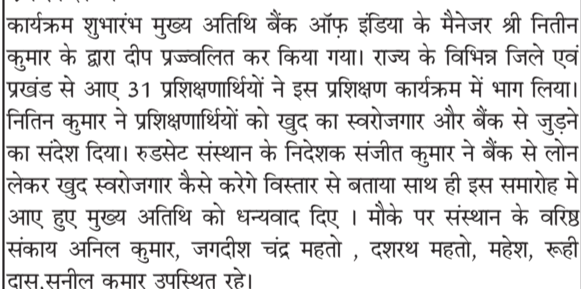 कार्यक्रम शुभारंभ मुख्य अतिथि बैंक ऑफ़ इंडिया के मैनेजर श्री नितीन
कुमार के द्वारा दीप प्रज्ज्वलित कर किया गया। राज्य के विभिन्न जिले एवं
प्रखंड से आए 31 प्रशिक्षणार्थियों ने इस प्रशिक्षण कार्यक्रम में भाग लिया।
नितिन कुमार ने प्रशिक्षणार्थियों को खुद का स्वरोजगार और बैंक से जुड़ने
का संदेश दिया। रुडसेट संस्थान के निदेशक संजीत कुमार ने बैंक से लोन
लेकर खुद स्वरोजगार कैसे करेगे विस्तार से बताया साथ ही इस समारोह मे
आए हुए मुख्य अतिथि को धन्यवाद दिए । मौके पर संस्थान के वरिष्ठ
संकाय अनिल कुमार, जगदीश चंद्र महतो , दशरथ महतो, महेश, रूही
दास,सुनील कुमार उपस्थित रहे।